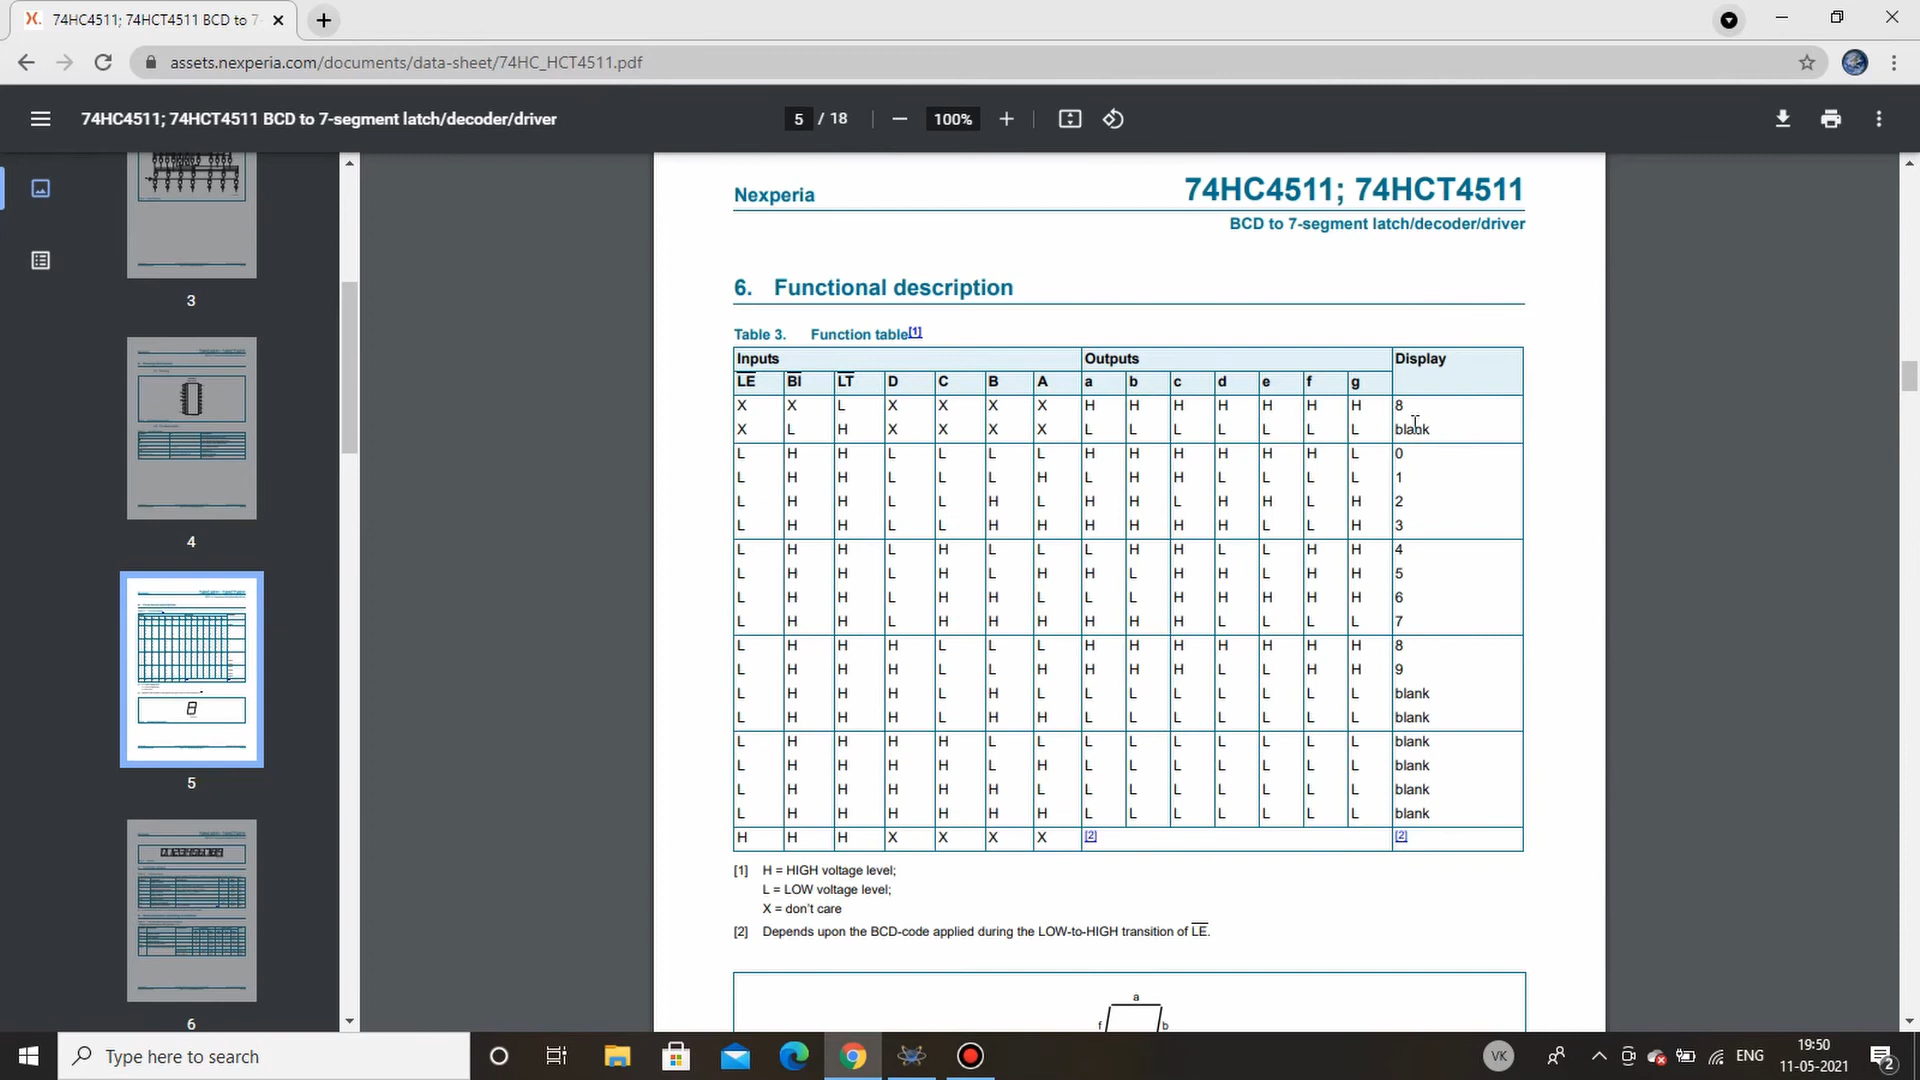 74HC4511; 74HCT4511 BCD to 7-
assets.nexperia.com/documents/data-sheet/74HC_HCT4511.pdf
74HC4511; 74HCT4511 BCD to 7-segment latch/decoder/driver
5 / 18
100%
3
4
5
6
Nexperia
74HC4511; 74HCT4511
BCD to 7-segment latch/decoder/driver
6. Functional description
Table 3. Function table[1]
Inputs Outputs Display
LE BI LT D C B A a b c d e f g
X X L X X X X H H H H H H H 8
X L H X X X X L L L L L L L blank
L H H L L L L H H H H H H L 0
L H H L L L H L H H L L L L 1
L H H L L H L H H L H H L H 2
L H H L L H H H H H H L L H 3
L H H L H L L L H H L L H H 4
L H H L H L H H L H H L H H 5
L H H L H H L L L H H H H H 6
L H H L H H H H H H L L L L 7
L H H H L L L H H H H H H H 8
L H H H L L H H H H L L H H 9
L H H H L H L L L L L L L L blank
L H H H L H H L L L L L L L blank
L H H H H L L L L L L L L L blank
L H H H H L H L L L L L L L blank
L H H H H H L L L L L L L L blank
L H H H H H H L L L L L L L blank
H H H X X X X [2] [2]
[1] H = HIGH voltage level;
L = LOW voltage level;
X = don't care
[2] Depends upon the BCD-code applied during the LOW-to-HIGH transition of LE.
a
f b
Type here to search
VK
ENG
19:50
11-05-2021
2